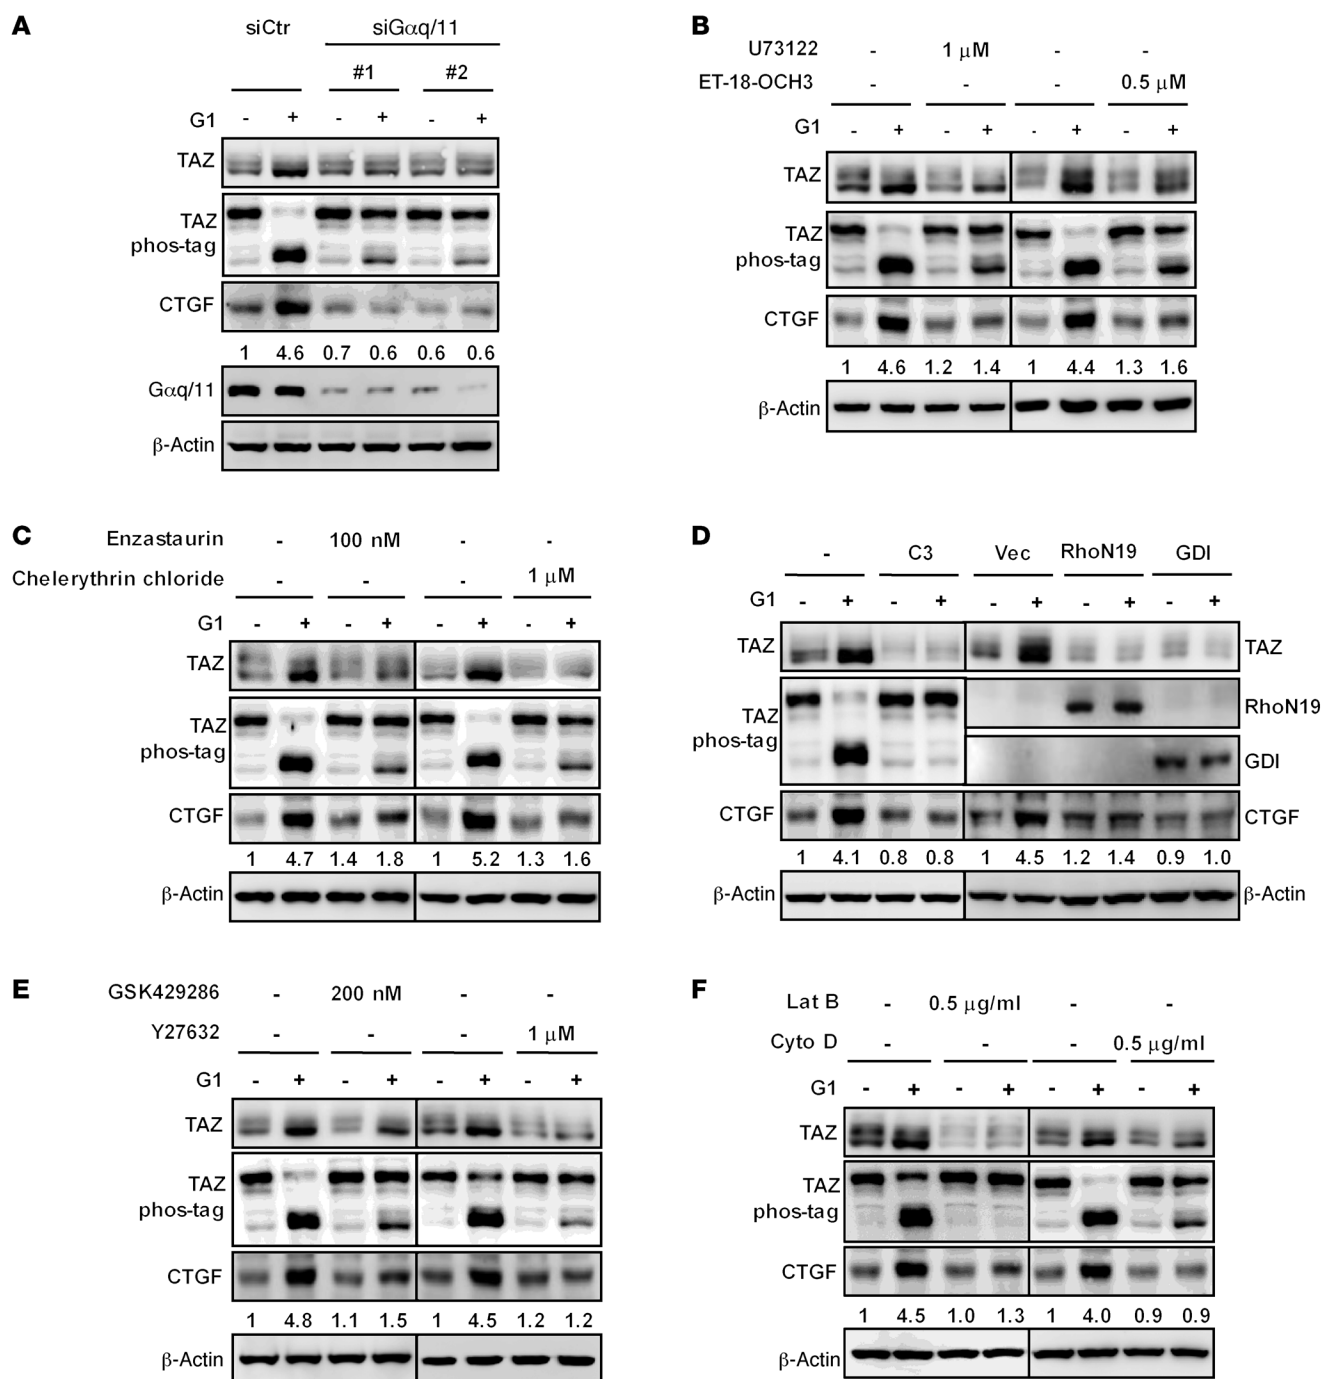 A
siCtr siGαq/11
#1 #2
G1 - + - + - +
TAZ
TAZ
phos-tag
CTGF
1 4.6 0.7 0.6 0.6 0.6
Gαq/11
β-Actin
B
U73122 - 1 μM - -
ET-18-OCH3 - - - 0.5 μM
G1 - + - + - + - +
TAZ
TAZ
phos-tag
CTGF
1 4.6 1.2 1.4 1 4.4 1.3 1.6
β-Actin
C
Enzastaurin - 100 nM - -
Chelerythrin chloride - - - 1 μM
G1 - + - + - + - +
TAZ
TAZ
phos-tag
CTGF
1 4.7 1.4 1.8 1 5.2 1.3 1.6
β-Actin
D
- C3 Vec RhoN19 GDI
G1 - + - + - + - + - +
TAZ TAZ
RhoN19
TAZ
phos-tag
GDI
CTGF CTGF
1 4.1 0.8 0.8 1 4.5 1.2 1.4 0.9 1.0
β-Actin β-Actin
E
GSK429286 - 200 nM - -
Y27632 - - - 1 μM
G1 - + - + - + - +
TAZ
TAZ
phos-tag
CTGF
1 4.8 1.1 1.5 1 4.5 1.2 1.2
β-Actin
F
Lat B - 0.5 μg/ml - -
Cyto D - - - 0.5 μg/ml
G1 - + - + - + - +
TAZ
TAZ
phos-tag
CTGF
1 4.5 1.0 1.3 1 4.0 0.9 0.9
β-Actin